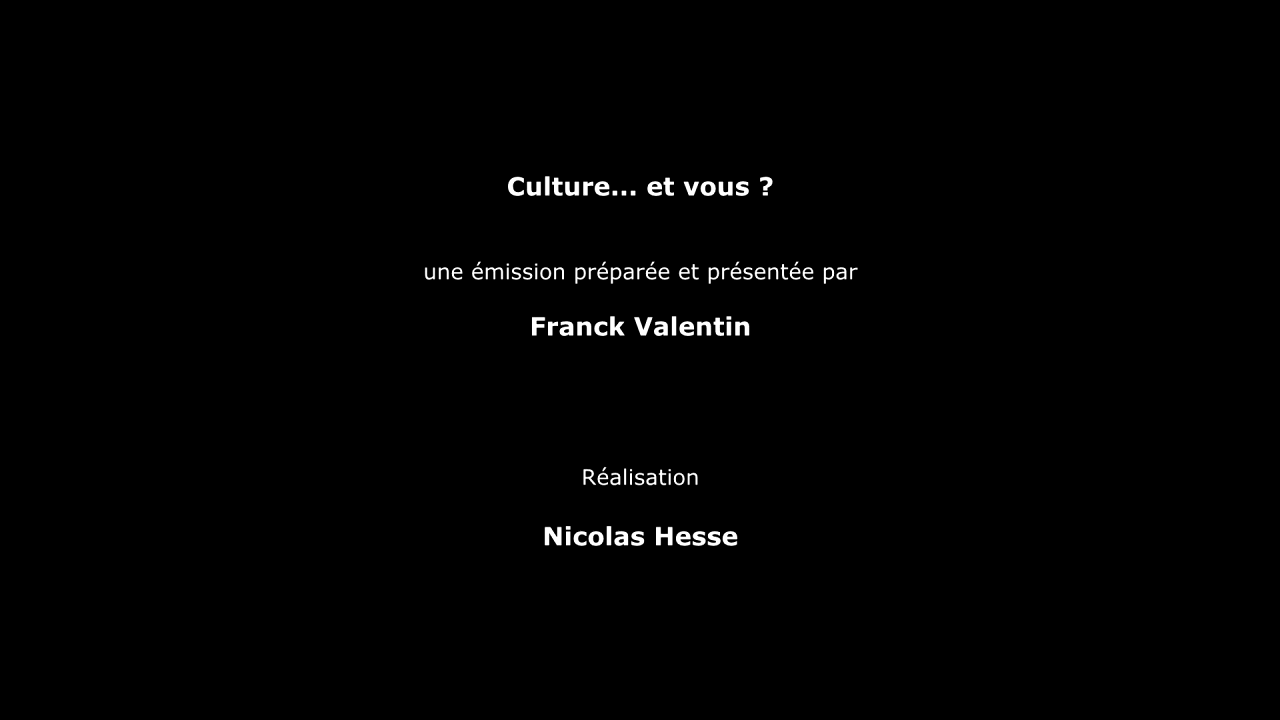 Culture... et vous ?
une émission préparée et présentée par
Franck Valentin
Réalisation
Nicolas Hesse